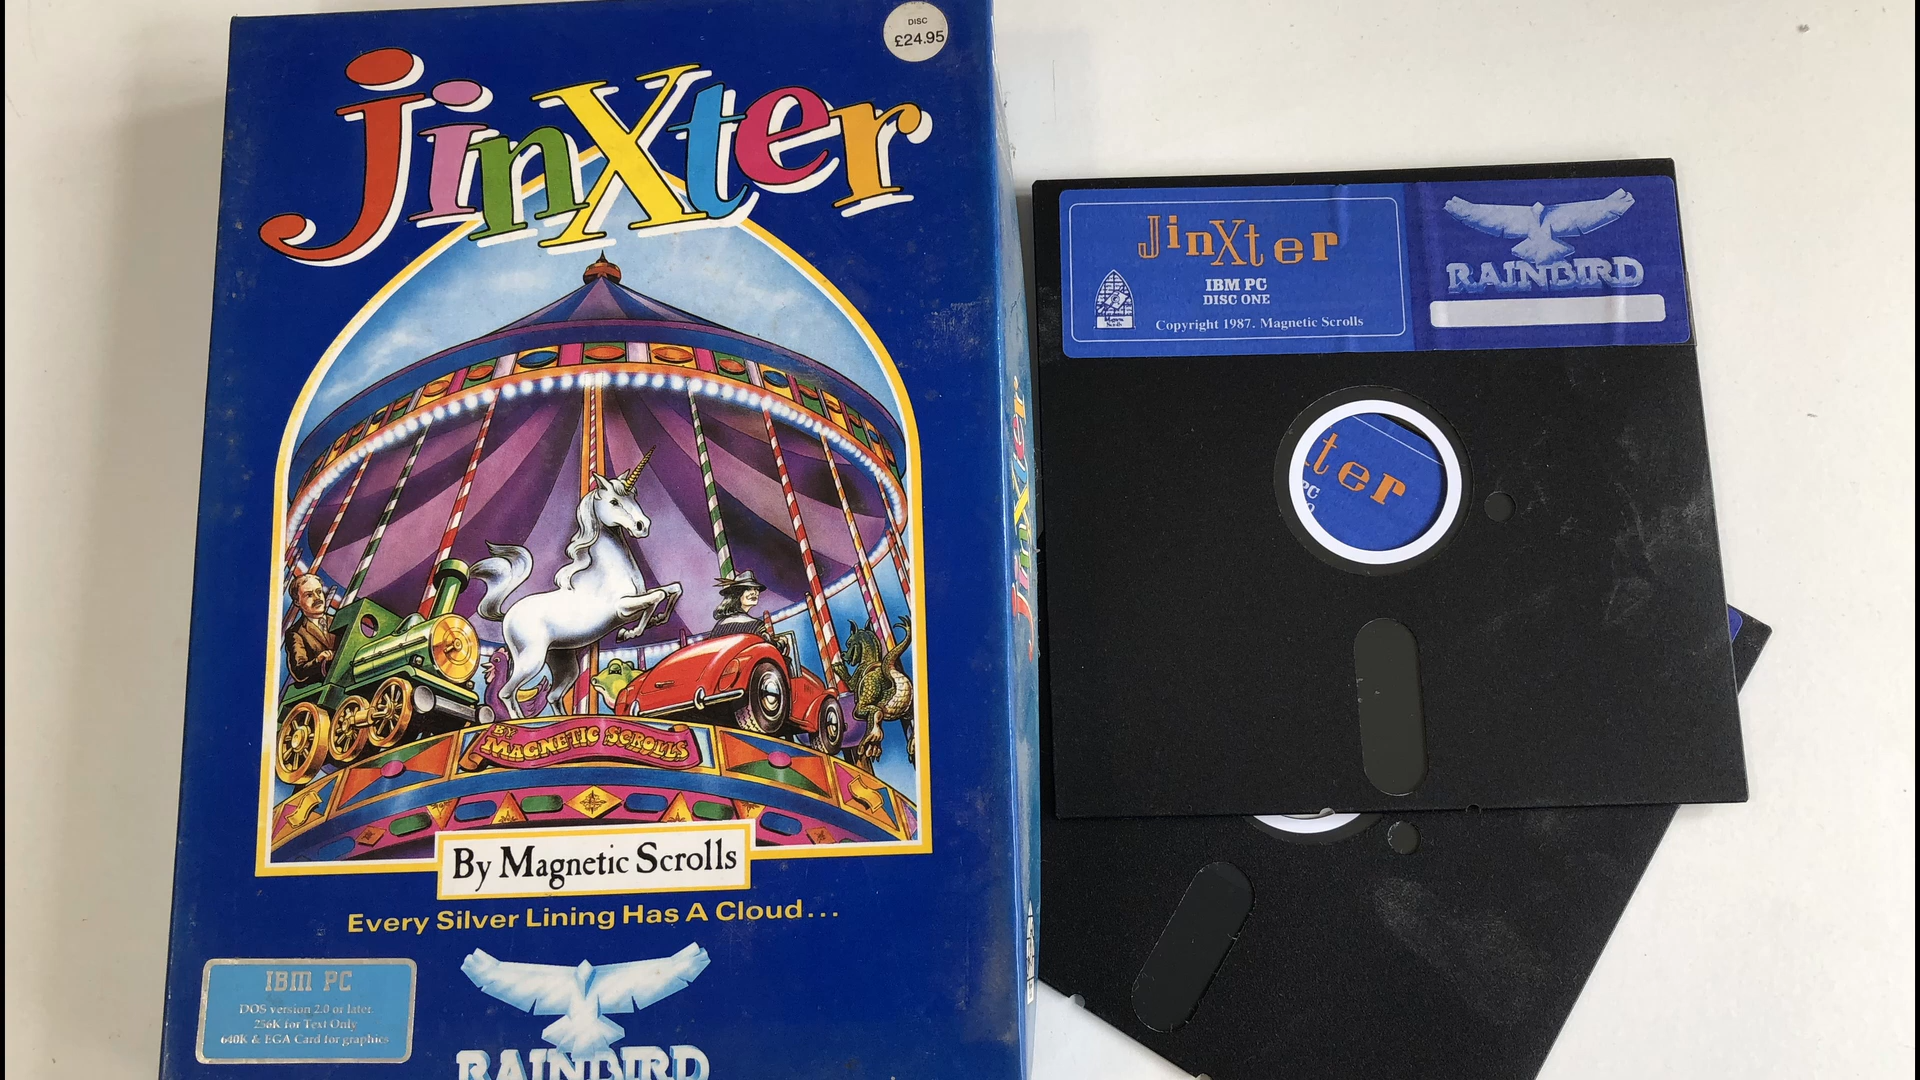 DISC
£24.95
JinXter
BY
MAGNETIC SCROLLS
By Magnetic Scrolls
Every Silver Lining Has A Cloud...
IBM PC
DOS version 2.0 or later
256K for Text Only
640K & EGA Card for graphics
RAINBIRD
JinXter
JinXter
IBM PC
DISC ONE
Copyright 1987. Magnetic Scrolls
RAINBIRD
ter
PC